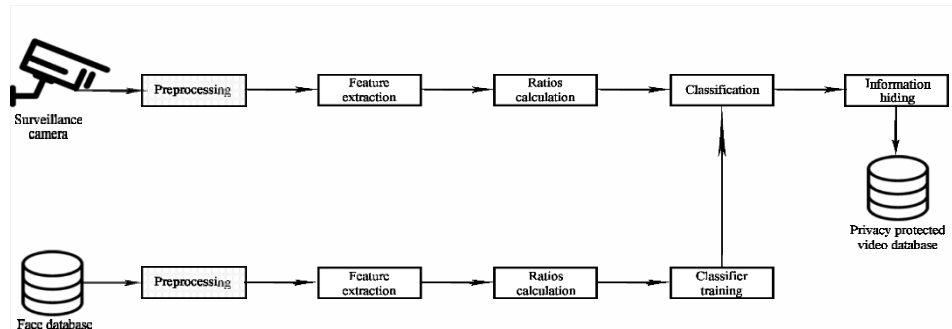 Preprocessing
Feature
extraction
Ratios
calculation
Classification
Information
hiding
Surveillance
camera
Privacy protected
video database
Preprocessing
Feature
extraction
Ratios
calculation
Classifier
training
Face database